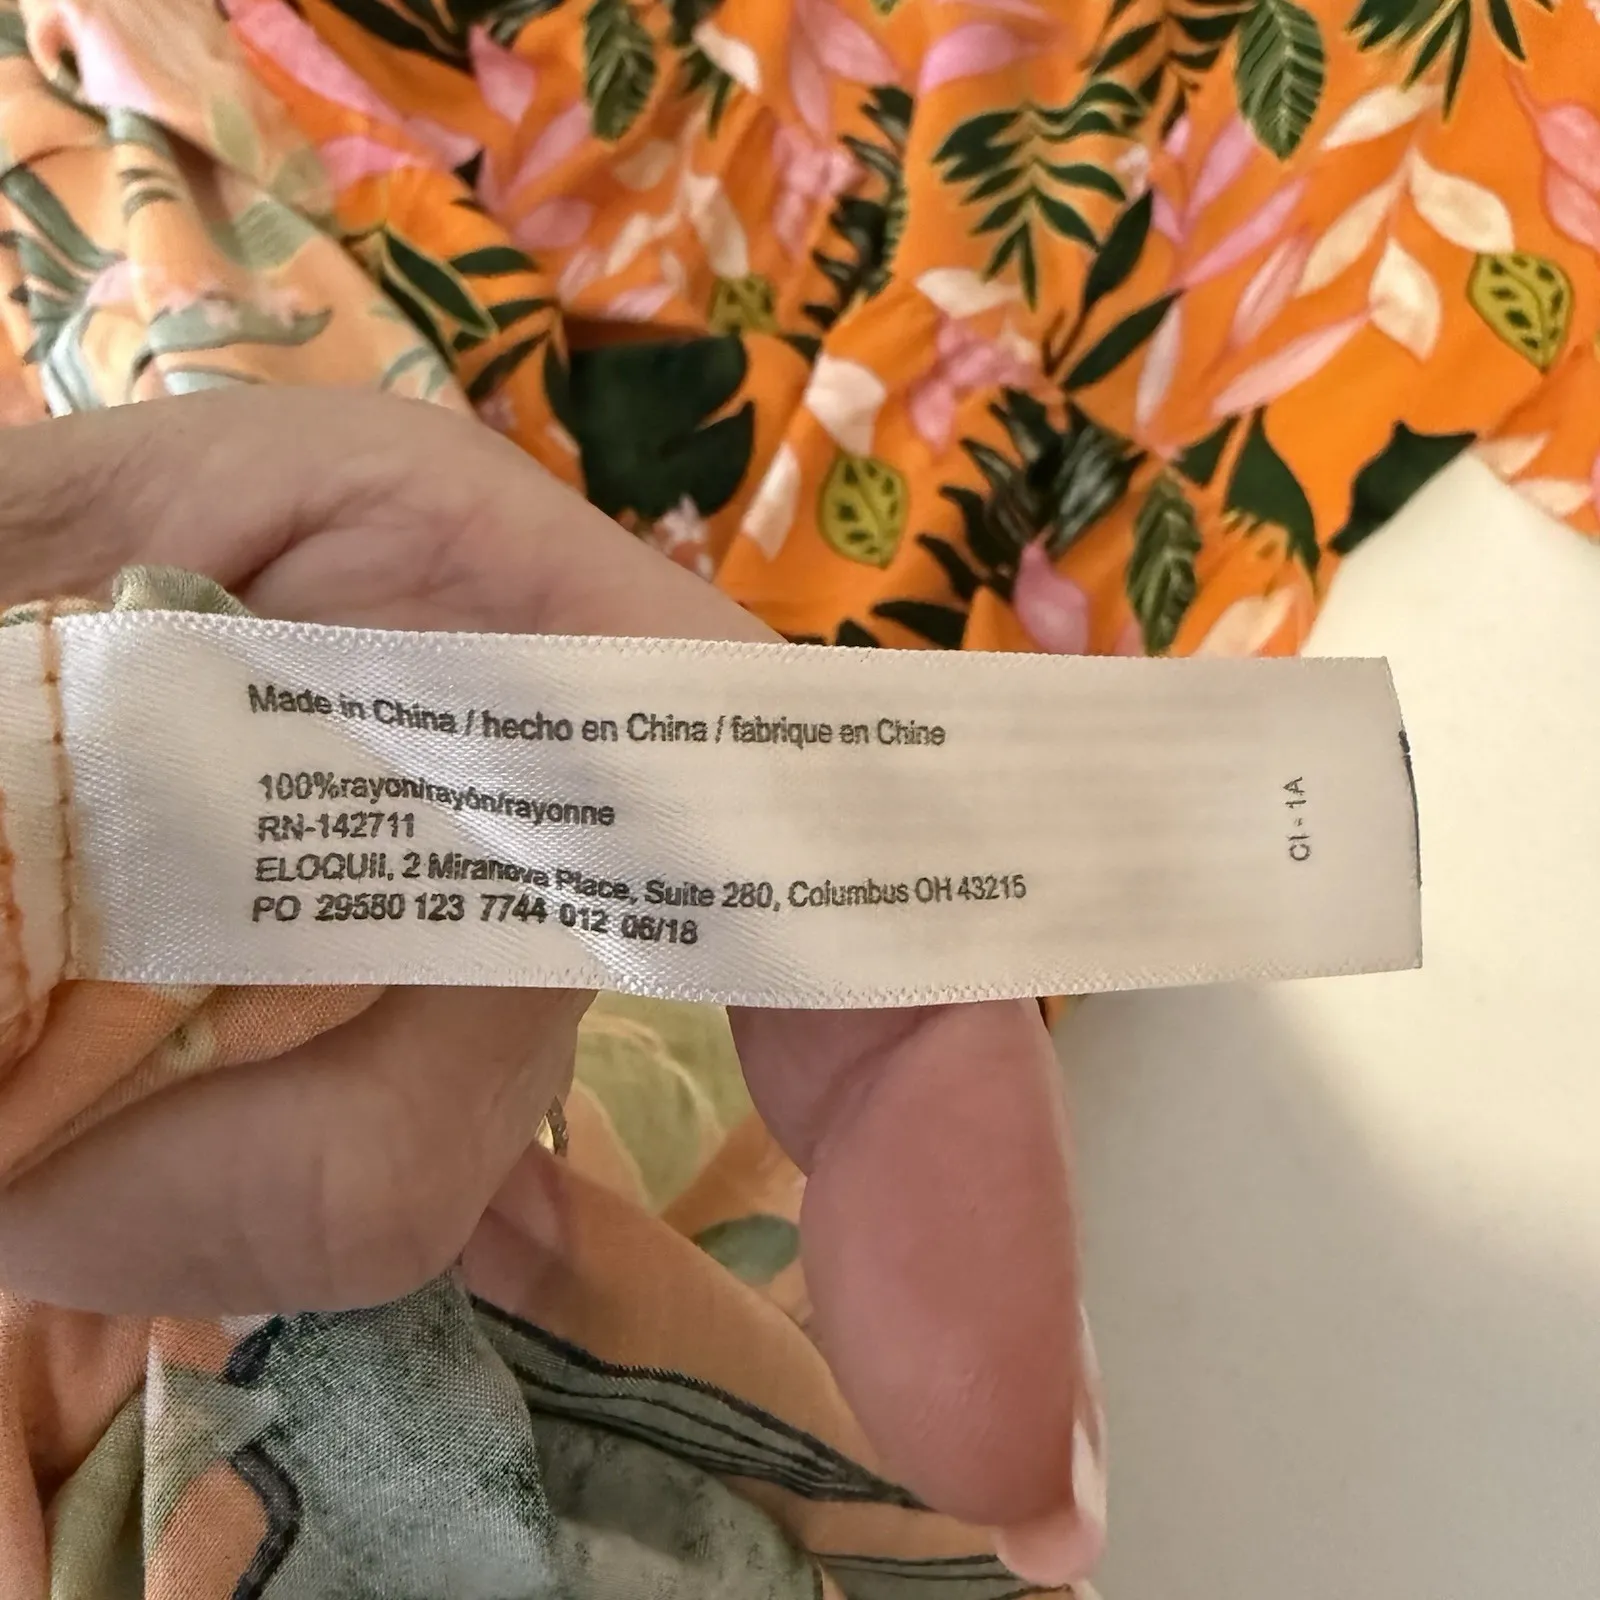 Made in China / hecho en China / fabrique en Chine
100%rayon/rayón/rayonne
RN-142711
ELOQUII, 2 Miranova Place, Suite 280, Columbus OH 43215
PO 29580 123 7744 012 06/18
CI - 1A